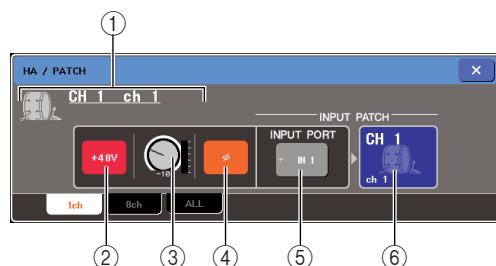 ①
HA / PATCH
×
CH 1 ch 1
INPUT PATCH
INPUT PORT
+48V
-10
ø
IN 1
CH 1
ch 1
1ch 8ch ALL
② ③ ④ ⑤ ⑥